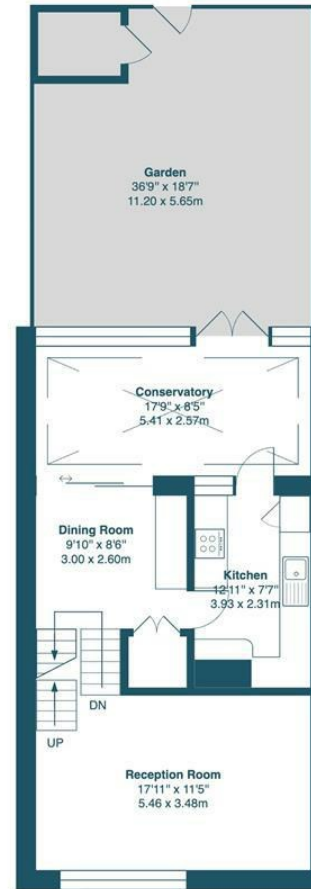 Garden
36'9" x 18'7"
11.20 x 5.65m
Conservatory
17'9" x 8'5"
5.41 x 2.57m
Dining Room
9'10" x 8'6"
3.00 x 2.60m
Kitchen
12'11" x 7'7"
3.93 x 2.31m
DN
UP
Reception Room
17'11" x 11'5"
5.46 x 3.48m